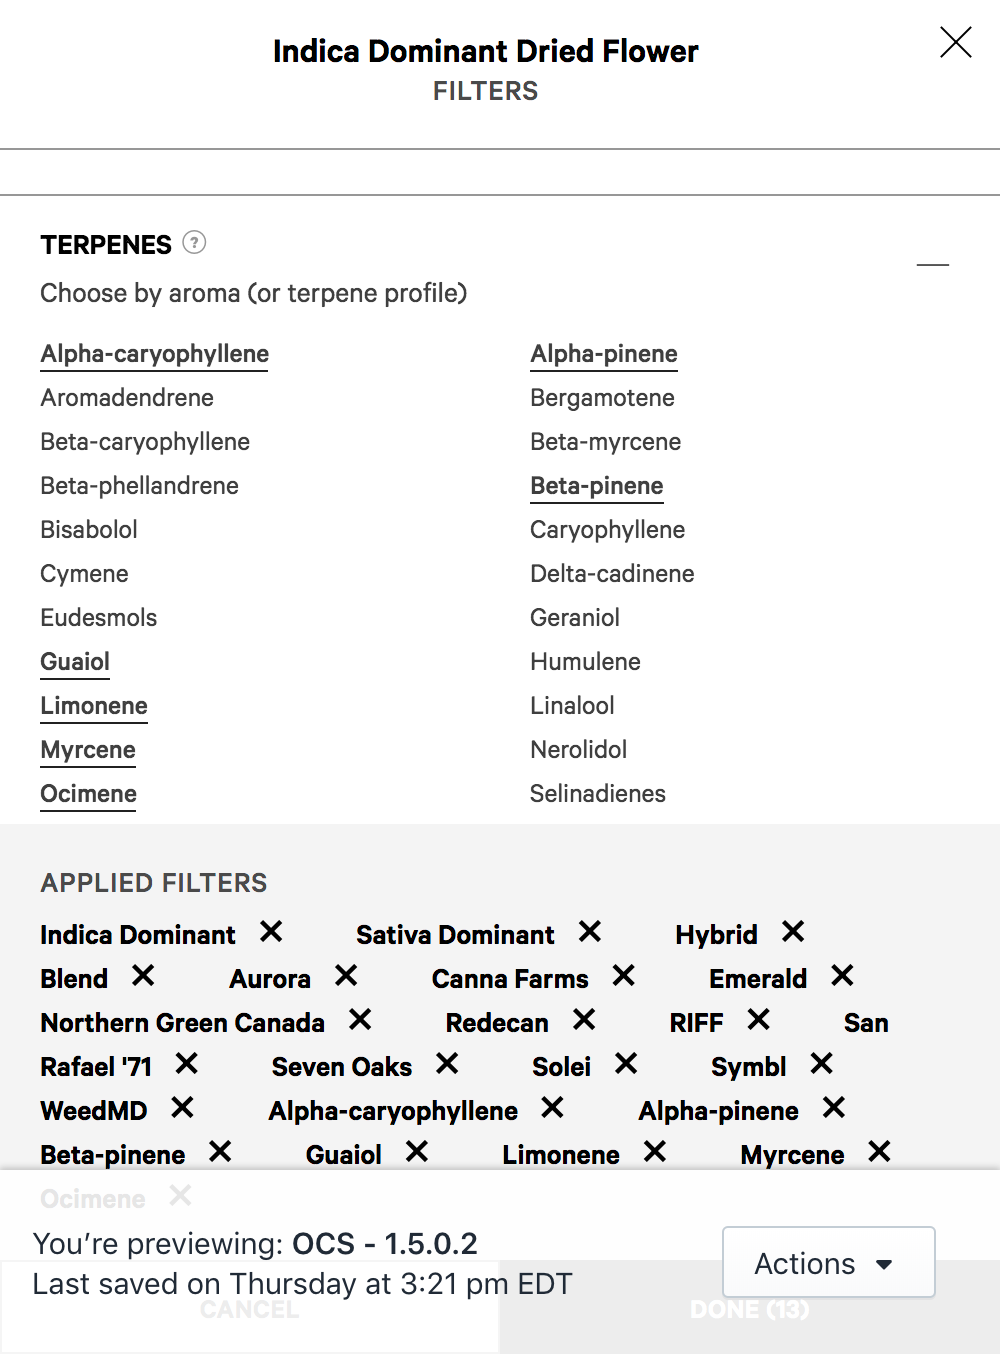 Indica Dominant Dried Flower
FILTERS
TERPENES ?
Choose by aroma (or terpene profile)
Alpha-caryophyllene Alpha-pinene
Aromadendrene Bergamotene
Beta-caryophyllene Beta-myrcene
Beta-phellandrene Beta-pinene
Bisabolol Caryophyllene
Cymene Delta-cadinene
Eudesmols Geraniol
Guaiol Humulene
Limonene Linalool
Myrcene Nerolidol
Ocimene Selinadienes
APPLIED FILTERS
Indica Dominant Sativa Dominant Hybrid
Blend Aurora Canna Farms Emerald
Northern Green Canada Redecan RIFF San
Rafael '71 Seven Oaks Solei Symbl
WeedMD Alpha-caryophyllene Alpha-pinene
Beta-pinene Guaiol Limonene Myrcene
Ocimene
You’re previewing: OCS - 1.5.0.2
Last saved on Thursday at 3:21 pm EDT
Actions
CANCEL DONE (13)